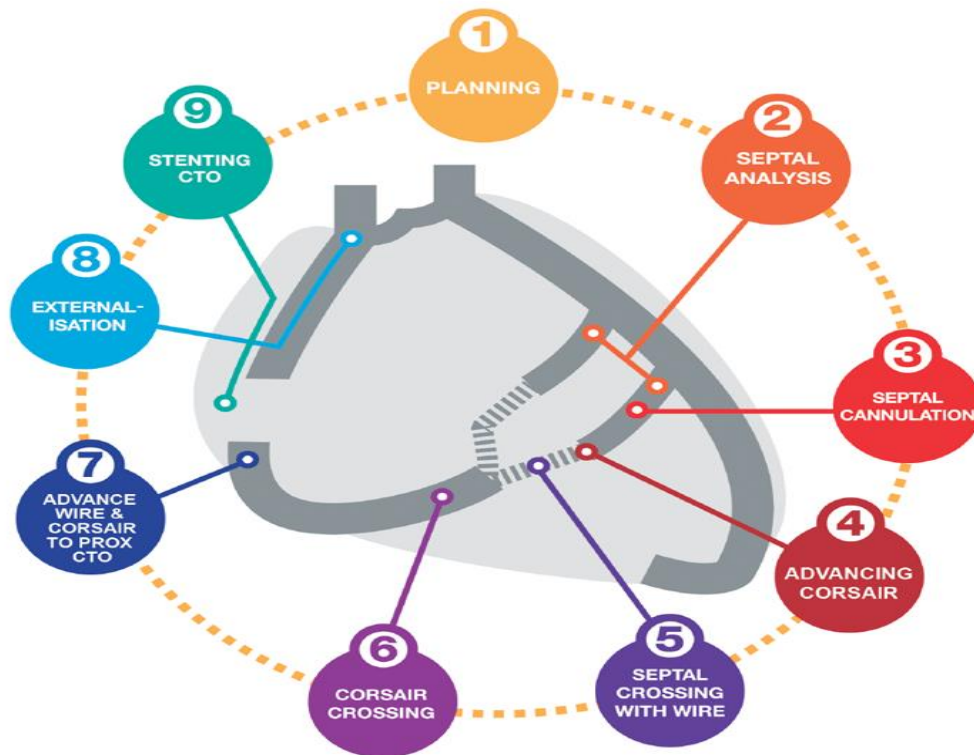 1
PLANNING
2
SEPTAL
ANALYSIS
3
SEPTAL
CANNULATION
4
ADVANCING
CORSAIR
5
SEPTAL
CROSSING
WITH WIRE
6
CORSAIR
CROSSING
7
ADVANCE
WIRE &
CORSAIR
TO PROX
CTO
8
EXTERNAL-
ISATION
9
STENTING
CTO